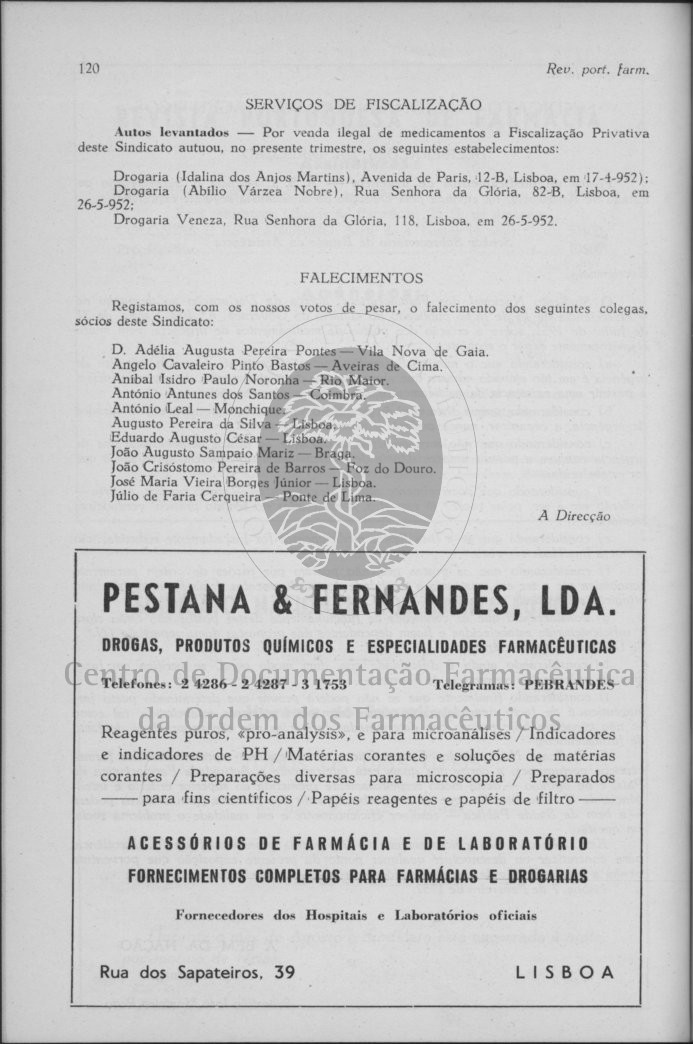 120
Rev. port. farm.
SERVIÇOS DE FISCALIZAÇÃO
Autos levantados — Por venda ilegal de medicamentos a Fiscalização Privativa
deste Sindicato autuou, no presente trimestre, os seguintes estabelecimentos:
Drogaria (Idalina dos Anjos Martins), Avenida de Paris, 12-B, Lisboa, em 17-4-952);
Drogaria (Abílio Várzea Nobre), Rua Senhora da Glória, 82-B, Lisboa, em
26-5-952;
Drogaria Veneza, Rua Senhora da Glória, 118, Lisboa, em 26-5-952.
FALECIMENTOS
Registamos, com os nossos votos de pesar, o falecimento dos seguintes colegas,
sócios deste Sindicato:
D. Adélia Augusta Pereira Pontes — Vila Nova de Gaia.
Angelo Cavaleiro Pinto Bastos — Aveiras de Cima.
Aníbal Isidro Paulo Noronha — Rio Maior.
António Antunes dos Santos — Coimbra.
António Leal — Monchique.
Augusto Pereira da Silva — Lisboa.
Eduardo Augusto César — Lisboa.
João Augusto Sampaio Mariz — Braga.
João Crisóstomo Pereira de Barros — Foz do Douro.
José Maria Vieira Borges Júnior — Lisboa.
Júlio de Faria Cerqueira — Ponte de Lima.
A Direcção
PESTANA & FERNANDES, LDA.
DROGAS, PRODUTOS QUÍMICOS E ESPECIALIDADES FARMACÊUTICAS
Centro de Documentação Farmacêutica
Telefones: 2 4286 - 2 4287 - 3 1753 Telegramas: PEBRANDES
da Ordem dos Farmacêuticos
Reagentes puros, «pro-analysis», e para microanálises / Indicadores
e indicadores de PH / Matérias corantes e soluções de matérias
corantes / Preparações diversas para microscopia / Preparados
—— para fins científicos / Papéis reagentes e papéis de filtro ——
ACESSÓRIOS DE FARMÁCIA E DE LABORATÓRIO
FORNECIMENTOS COMPLETOS PARA FARMÁCIAS E DROGARIAS
Fornecedores dos Hospitais e Laboratórios oficiais
Rua dos Sapateiros, 39 LISBOA